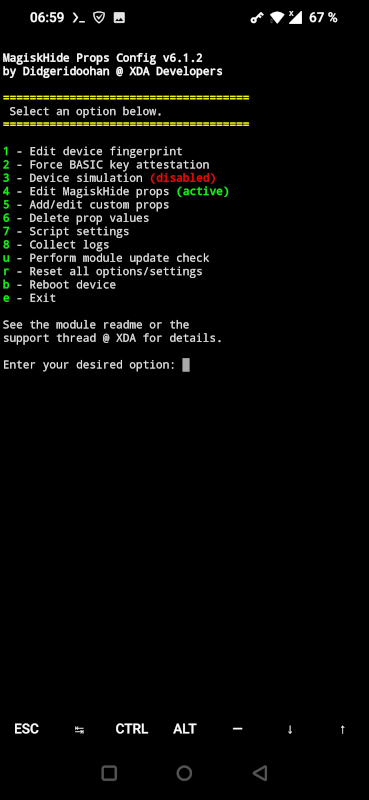 06:59
67 %
MagiskHide Props Config v6.1.2
by Didgeridoohan @ XDA Developers
=====================================
Select an option below.
=====================================
1 - Edit device fingerprint
2 - Force BASIC key attestation
3 - Device simulation (disabled)
4 - Edit MagiskHide props (active)
5 - Add/edit custom props
6 - Delete prop values
7 - Script settings
8 - Collect logs
u - Perform module update check
r - Reset all options/settings
b - Reboot device
e - Exit
See the module readme or the
support thread @ XDA for details.
Enter your desired option:
ESC ↹ CTRL ALT — ↓ ↑